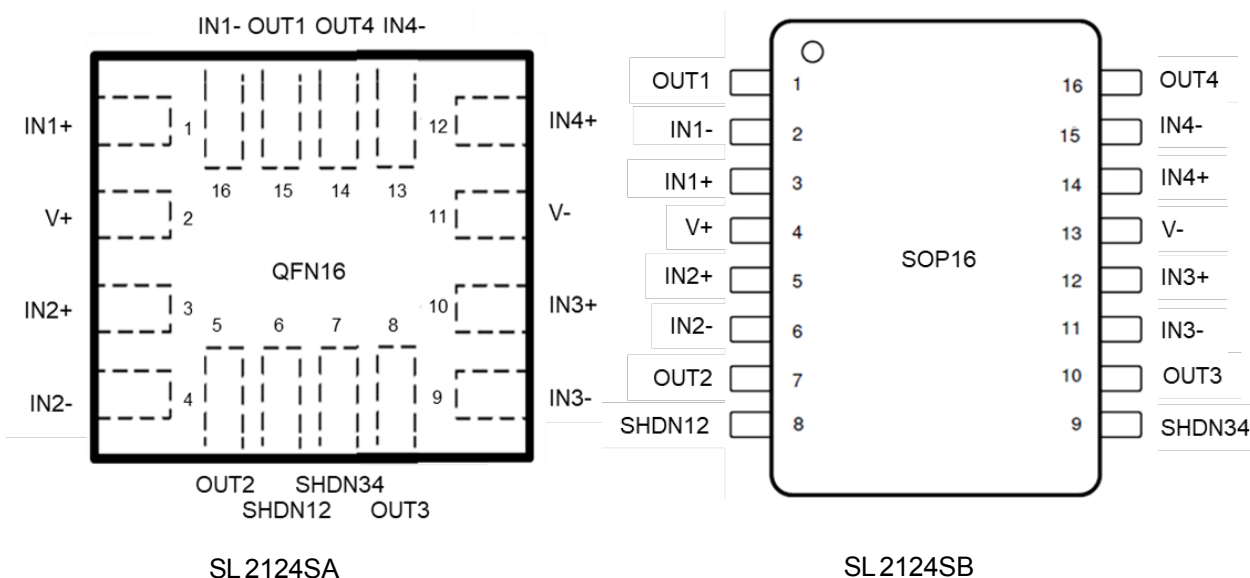 IN1- OUT1 OUT4 IN4-
IN1+ 1 12 IN4+
16 15 14 13
V+ 2 11 V-
QFN16
IN2+ 3 10 IN3+
5 6 7 8
IN2- 4 9 IN3-
OUT2 SHDN34
SHDN12 OUT3
SL2124SA
OUT1 1 16 OUT4
IN1- 2 15 IN4-
IN1+ 3 14 IN4+
V+ 4 13 V-
SOP16
IN2+ 5 12 IN3+
IN2- 6 11 IN3-
OUT2 7 10 OUT3
SHDN12 8 9 SHDN34
SL2124SB